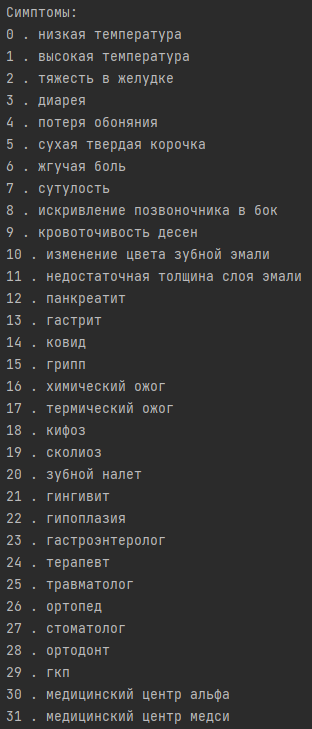 Симптомы:
0 . низкая температура
1 . высокая температура
2 . тяжесть в желудке
3 . диарея
4 . потеря обоняния
5 . сухая твердая корочка
6 . жгучая боль
7 . сутулость
8 . искривление позвоночника в бок
9 . кровоточивость десен
10 . изменение цвета зубной эмали
11 . недостаточная толщина слоя эмали
12 . панкреатит
13 . гастрит
14 . ковид
15 . грипп
16 . химический ожог
17 . термический ожог
18 . кифоз
19 . сколиоз
20 . зубной налет
21 . гингивит
22 . гипоплазия
23 . гастроэнтеролог
24 . терапевт
25 . травматолог
26 . ортопед
27 . стоматолог
28 . ортодонт
29 . гкп
30 . медицинский центр альфа
31 . медицинский центр медси